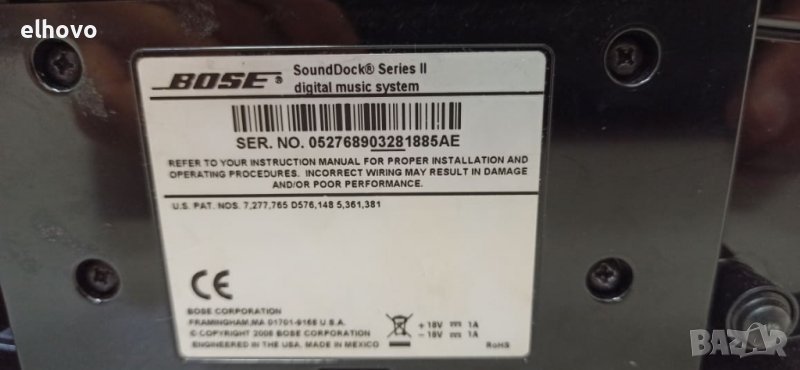 elhovo
BOSE® SoundDock® Series II
digital music system
SER. NO. 052768903281885AE
REFER TO YOUR INSTRUCTION MANUAL FOR PROPER INSTALLATION AND
OPERATING PROCEDURES. INCORRECT WIRING MAY RESULT IN DAMAGE
AND/OR POOR PERFORMANCE.
U.S. PAT. NOS. 7,277,765 D576,148 5,361,381
CE
BOSE CORPORATION
FRAMINGHAM,MA 01701-9168 U.S.A.
© COPYRIGHT 2008 BOSE CORPORATION
ENGINEERED IN THE USA. MADE IN MEXICO
+18V ⎓ 1A
-18V ⎓ 1A
RoHS
BAZAR